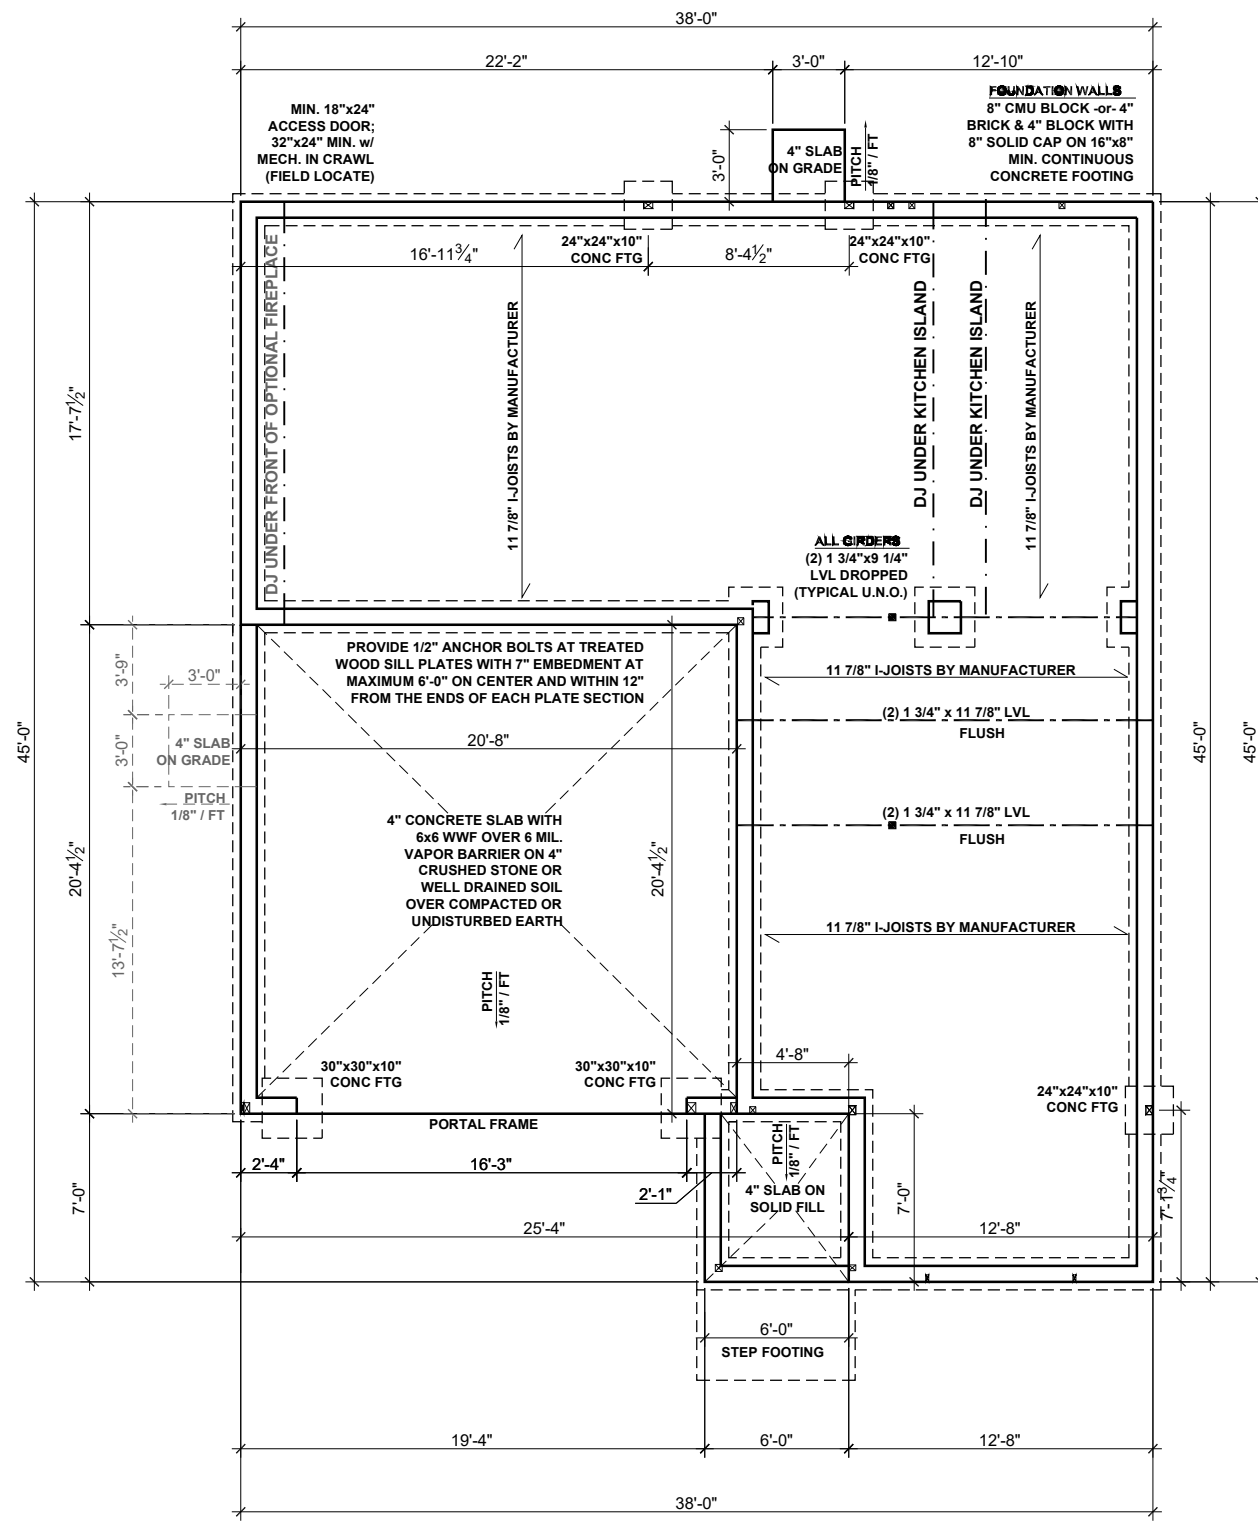 38'-0"
22'-2"
3'-0"
12'-10"
MIN. 18"x24"
ACCESS DOOR;
32"x24" MIN. w/
MECH. IN CRAWL
(FIELD LOCATE)
3'-0"
4" SLAB
ON GRADE
PITCH
1/8" / FT
FOUNDATION WALLS
8" CMU BLOCK -or- 4"
BRICK & 4" BLOCK WITH
8" SOLID CAP ON 16"x8"
MIN. CONTINUOUS
CONCRETE FOOTING
16'-11 3/4"
24"x24"x10"
CONC FTG
8'-4 1/2"
24"x24"x10"
CONC FTG
DJ UNDER FRONT OF OPTIONAL FIREPLACE
11 7/8" I-JOISTS BY MANUFACTURER
DJ UNDER KITCHEN ISLAND
DJ UNDER KITCHEN ISLAND
11 7/8" I-JOISTS BY MANUFACTURER
17'-7 1/2"
45'-0"
45'-0"
45'-0"
ALL GIRDERS
(2) 1 3/4"x9 1/4"
LVL DROPPED
(TYPICAL U.N.O.)
PROVIDE 1/2" ANCHOR BOLTS AT TREATED
WOOD SILL PLATES WITH 7" EMBEDMENT AT
MAXIMUM 6'-0" ON CENTER AND WITHIN 12"
FROM THE ENDS OF EACH PLATE SECTION
11 7/8" I-JOISTS BY MANUFACTURER
3'-9"
3'-0"
3'-0"
4" SLAB
ON GRADE
PITCH
1/8" / FT
20'-8"
(2) 1 3/4" x 11 7/8" LVL
FLUSH
4" CONCRETE SLAB WITH
6x6 WWF OVER 6 MIL.
VAPOR BARRIER ON 4"
CRUSHED STONE OR
WELL DRAINED SOIL
OVER COMPACTED OR
UNDISTURBED EARTH
(2) 1 3/4" x 11 7/8" LVL
FLUSH
20'-4 1/2"
20'-4 1/2"
13'-7 1/2"
11 7/8" I-JOISTS BY MANUFACTURER
PITCH
1/8" / FT
30"x30"x10"
CONC FTG
30"x30"x10"
CONC FTG
4'-8"
24"x24"x10"
CONC FTG
PORTAL FRAME
PITCH
1/8" / FT
2'-4"
16'-3"
2'-1"
4" SLAB ON
SOLID FILL
7'-0"
7'-0"
7'-1 3/4"
25'-4"
12'-8"
6'-0"
STEP FOOTING
19'-4"
6'-0"
12'-8"
38'-0"